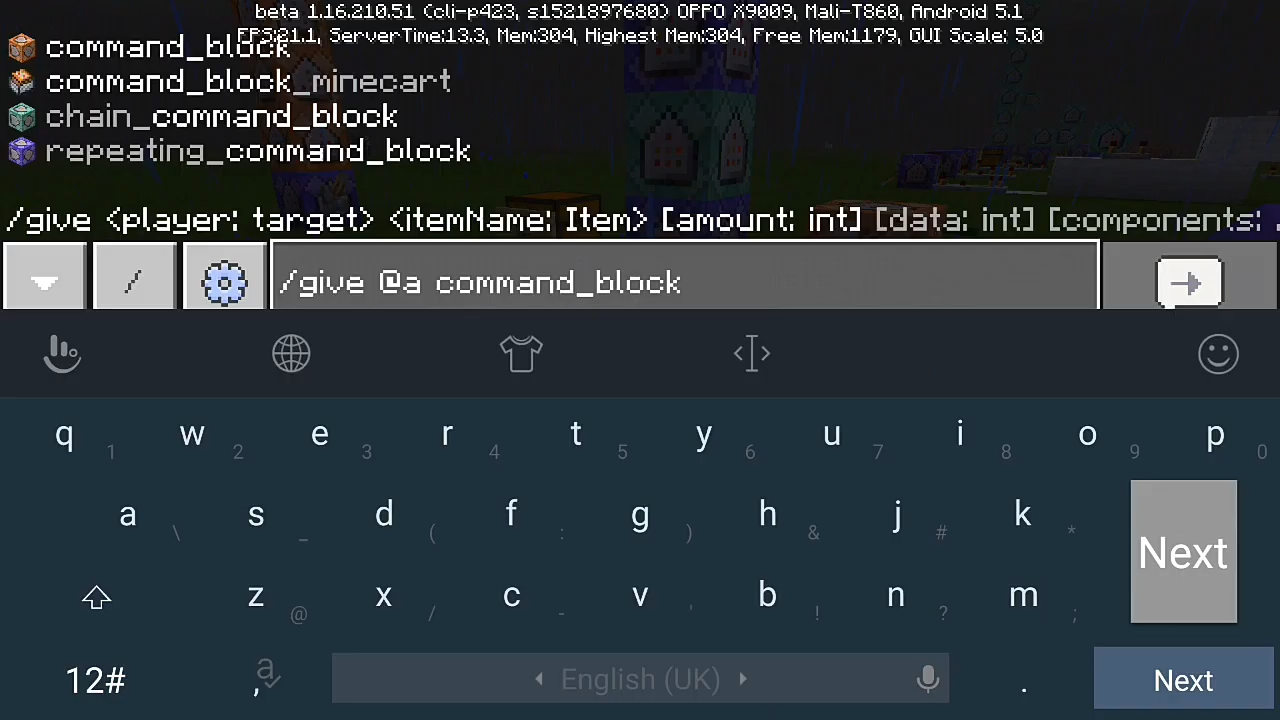 beta 1.16.210.51 (cli-p423, s1521897680) OPPO X9009, Mali-T860, Android 5.1
FPS:21.1, ServerTime:13.3, Mem:304, Highest Mem:304, Free Mem:1179, GUI Scale: 5.0
command_block
command_block_minecart
chain_command_block
repeating_command_block
/give <player: target> <itemName: Item> [amount: int] [data: int] [components:
/ /give @a command_block
q 1 w 2 e 3 r 4 t 5 y 6 u 7 i 8 o 9 p 0
a \ s _ d ( f : g ) h & j # k *
Next
z @ x / c - v ' b ! n ? m ;
12# , a English (UK) . Next